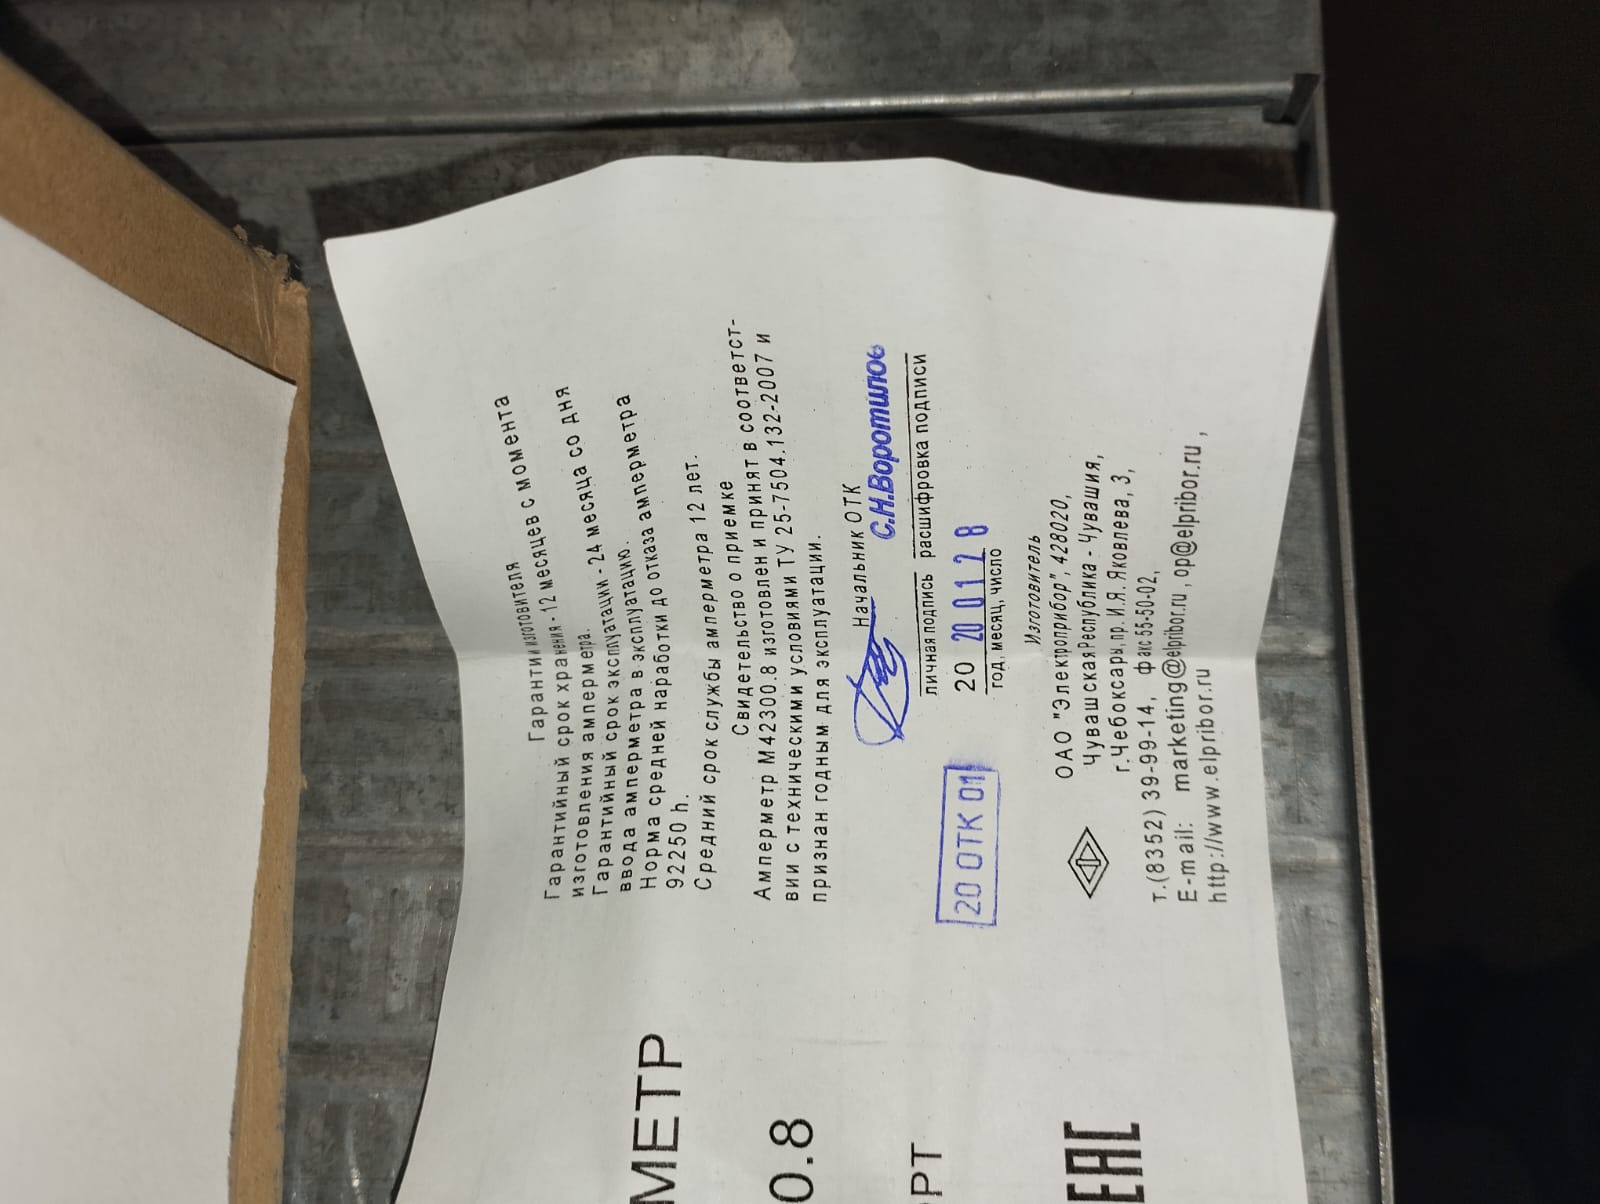 Гарантии изготовителя
Гарантийный срок хранения - 12 месяцев с момента
изготовления амперметра.
Гарантийный срок эксплуатации - 24 месяца со дня
ввода амперметра в эксплуатацию.
Норма средней наработки до отказа амперметра
92250 h.
Средний срок службы амперметра 12 лет.
Свидетельство о приемке
Амперметр М42300.8 изготовлен и принят в соответст-
вии с техническими условиями ТУ 25-7504.132-2007 и
признан годным для эксплуатации.
Начальник ОТК
С.Н.Воротилов
личная подпись расшифровка подписи
20 20 01 28
год, месяц, число
20 ОТК 01
Изготовитель
ОАО "Электроприбор", 428020,
Чувашская Республика - Чувашия,
г.Чебоксары, пр. И.Я. Яковлева, 3,
т.(8352) 39-99-14, факс 55-50-02,
E-mail: marketing@elpribor.ru , op@elpribor.ru ,
http://www.elpribor.ru
МЕТР
0.8
РТ
ЕАС